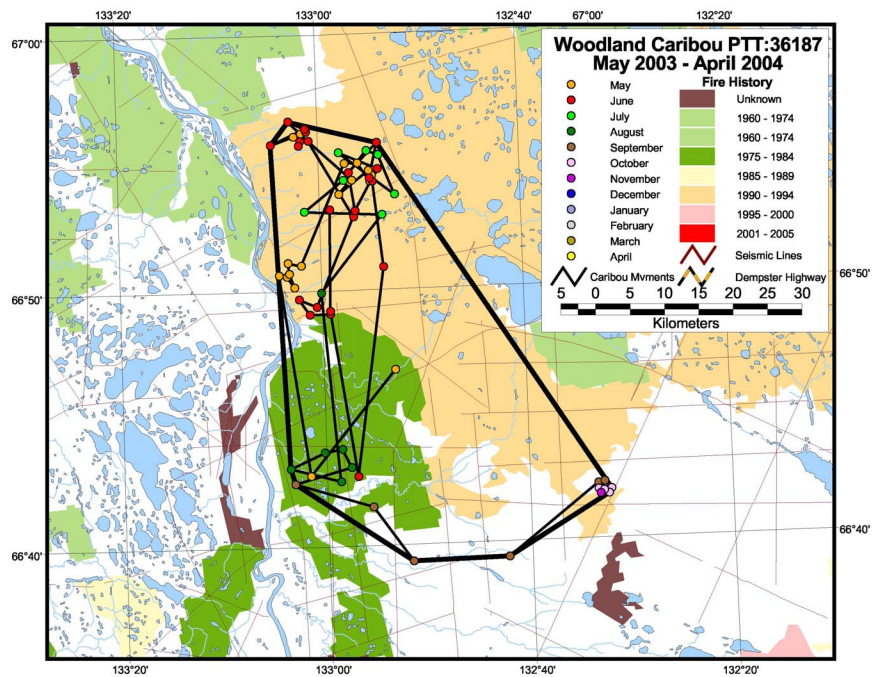 133°20' 133°00' 132°40' 67°00' 132°20'
67°00'
Woodland Caribou PTT:36187
May 2003 - April 2004
Fire History
May Unknown
June 1960 - 1974
July 1960 - 1974
August 1975 - 1984
September 1985 - 1989
October 1990 - 1994
November 1995 - 2000
December 2001 - 2005
January
February
March Seismic Lines
April
Caribou Mvments Dempster Highway
5 0 5 10 15 20 25 30
Kilometers
66°50'
66°50'
66°40'
66°40'
133°20' 133°00' 132°40' 132°20'